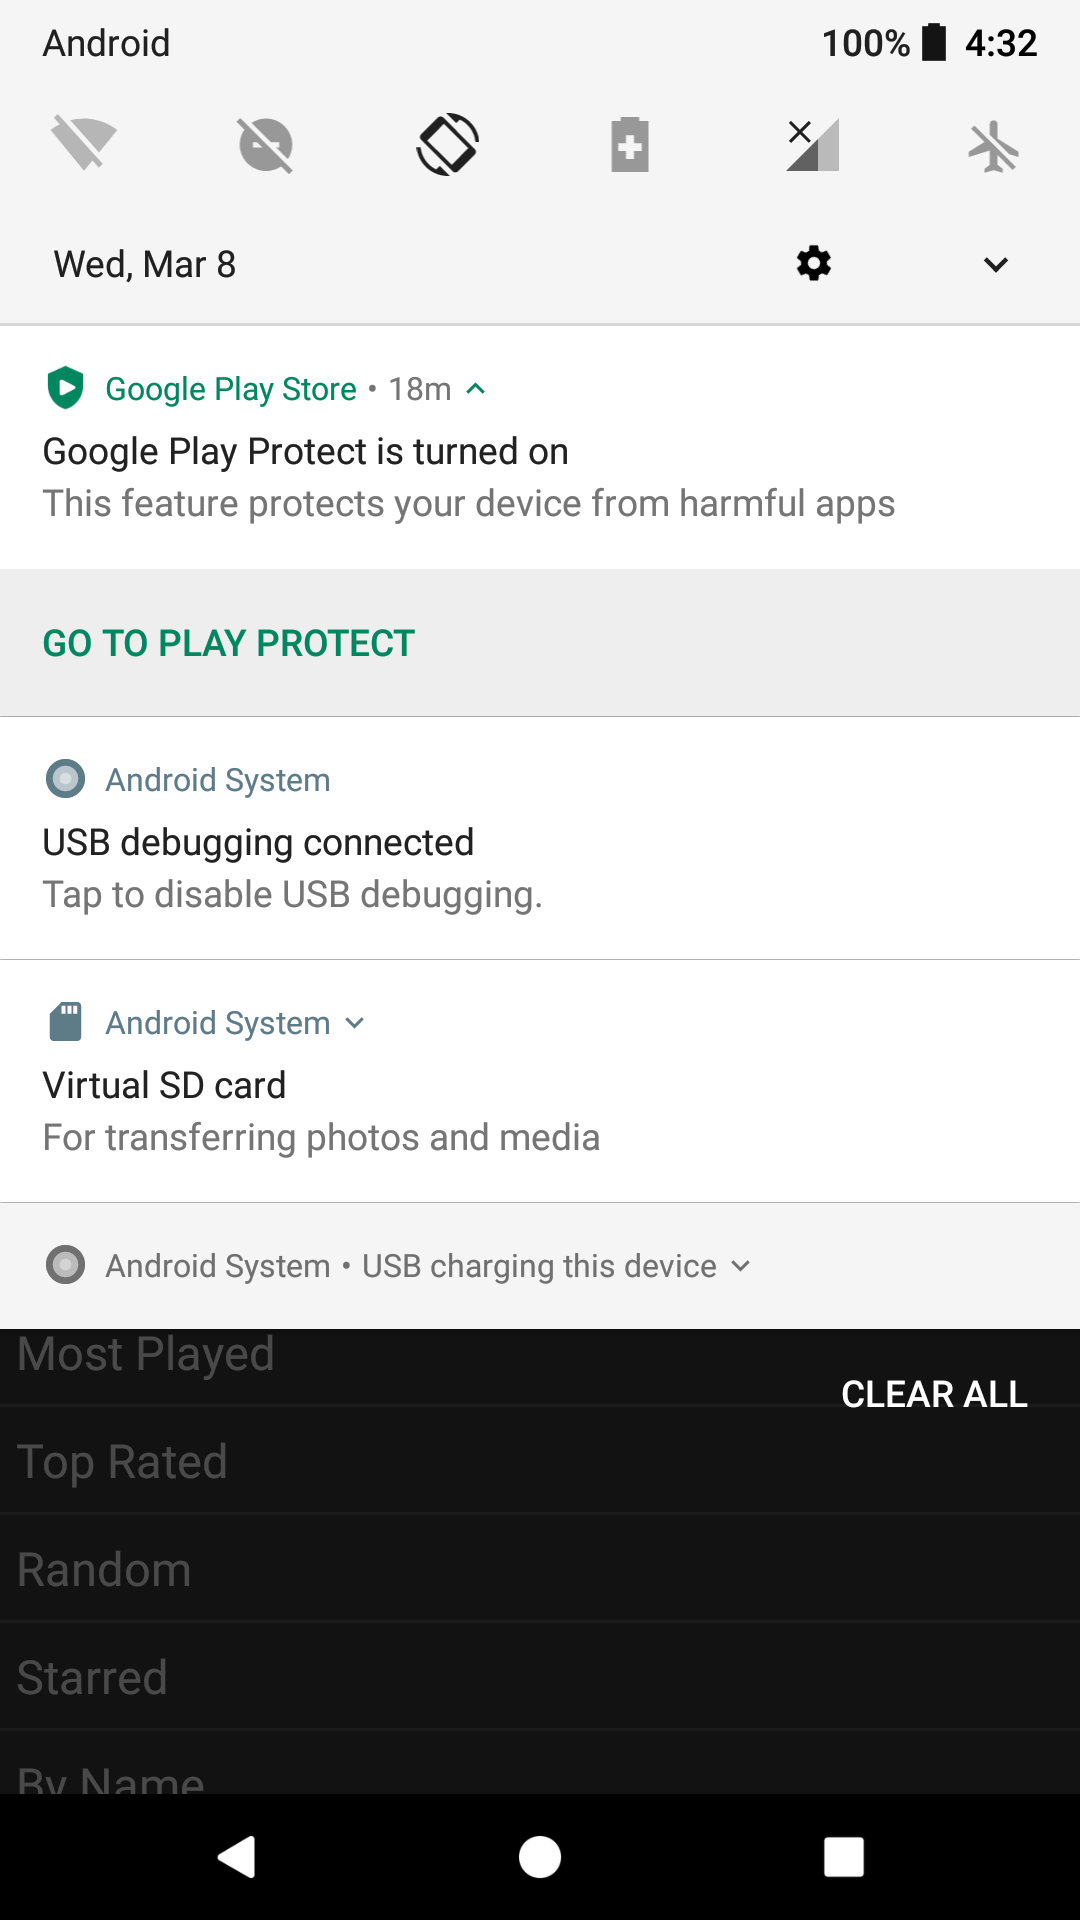 Android 100% 4:32
Wed, Mar 8
Google Play Store • 18m
Google Play Protect is turned on
This feature protects your device from harmful apps
GO TO PLAY PROTECT
Android System
USB debugging connected
Tap to disable USB debugging.
Android System
Virtual SD card
For transferring photos and media
Android System • USB charging this device
Most Played
CLEAR ALL
Top Rated
Random
Starred
By Name